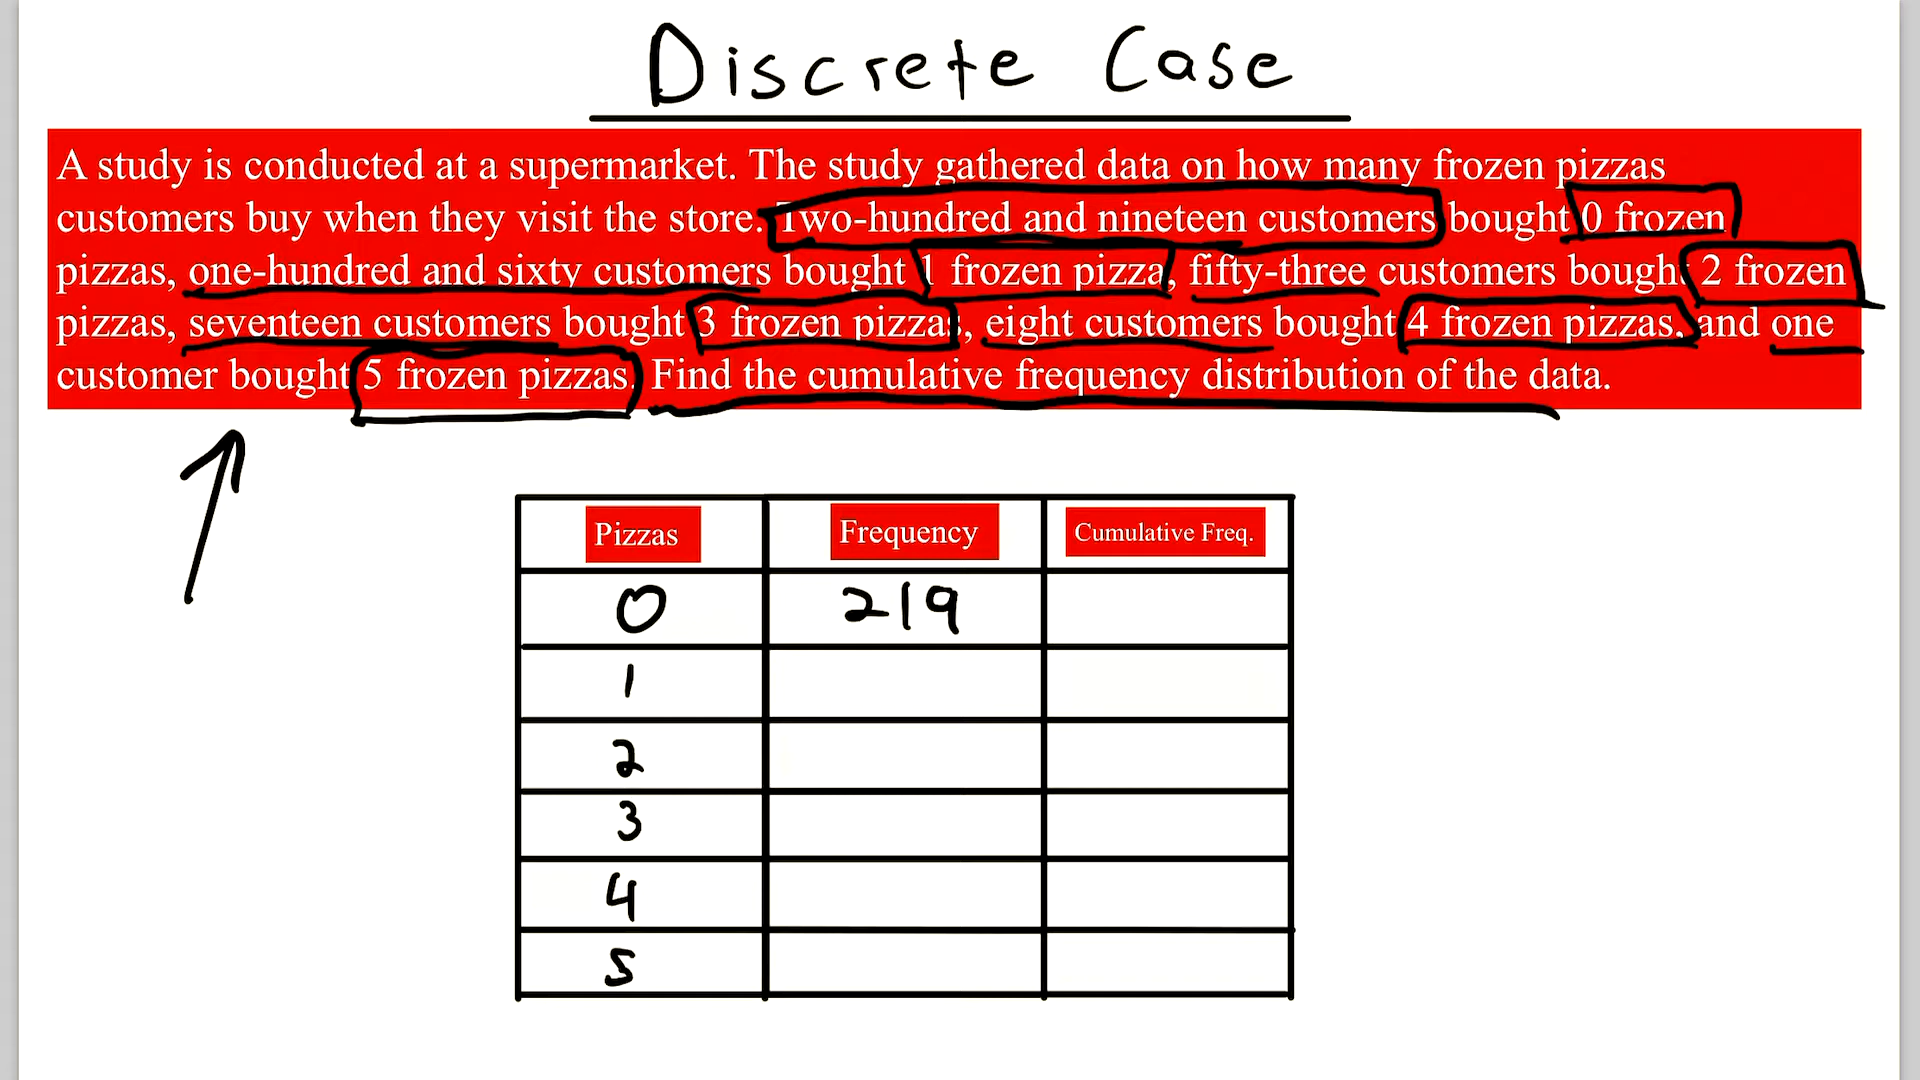 Discrete Case
A study is conducted at a supermarket. The study gathered data on how many frozen pizzas
customers buy when they visit the store. Two-hundred and nineteen customers bought 0 frozen
pizzas, one-hundred and sixty customers bought 1 frozen pizza, fifty-three customers bought 2 frozen
pizzas, seventeen customers bought 3 frozen pizzas, eight customers bought 4 frozen pizzas, and one
customer bought 5 frozen pizzas. Find the cumulative frequency distribution of the data.
Pizzas Frequency Cumulative Freq.
0 219
1
2
3
4
5